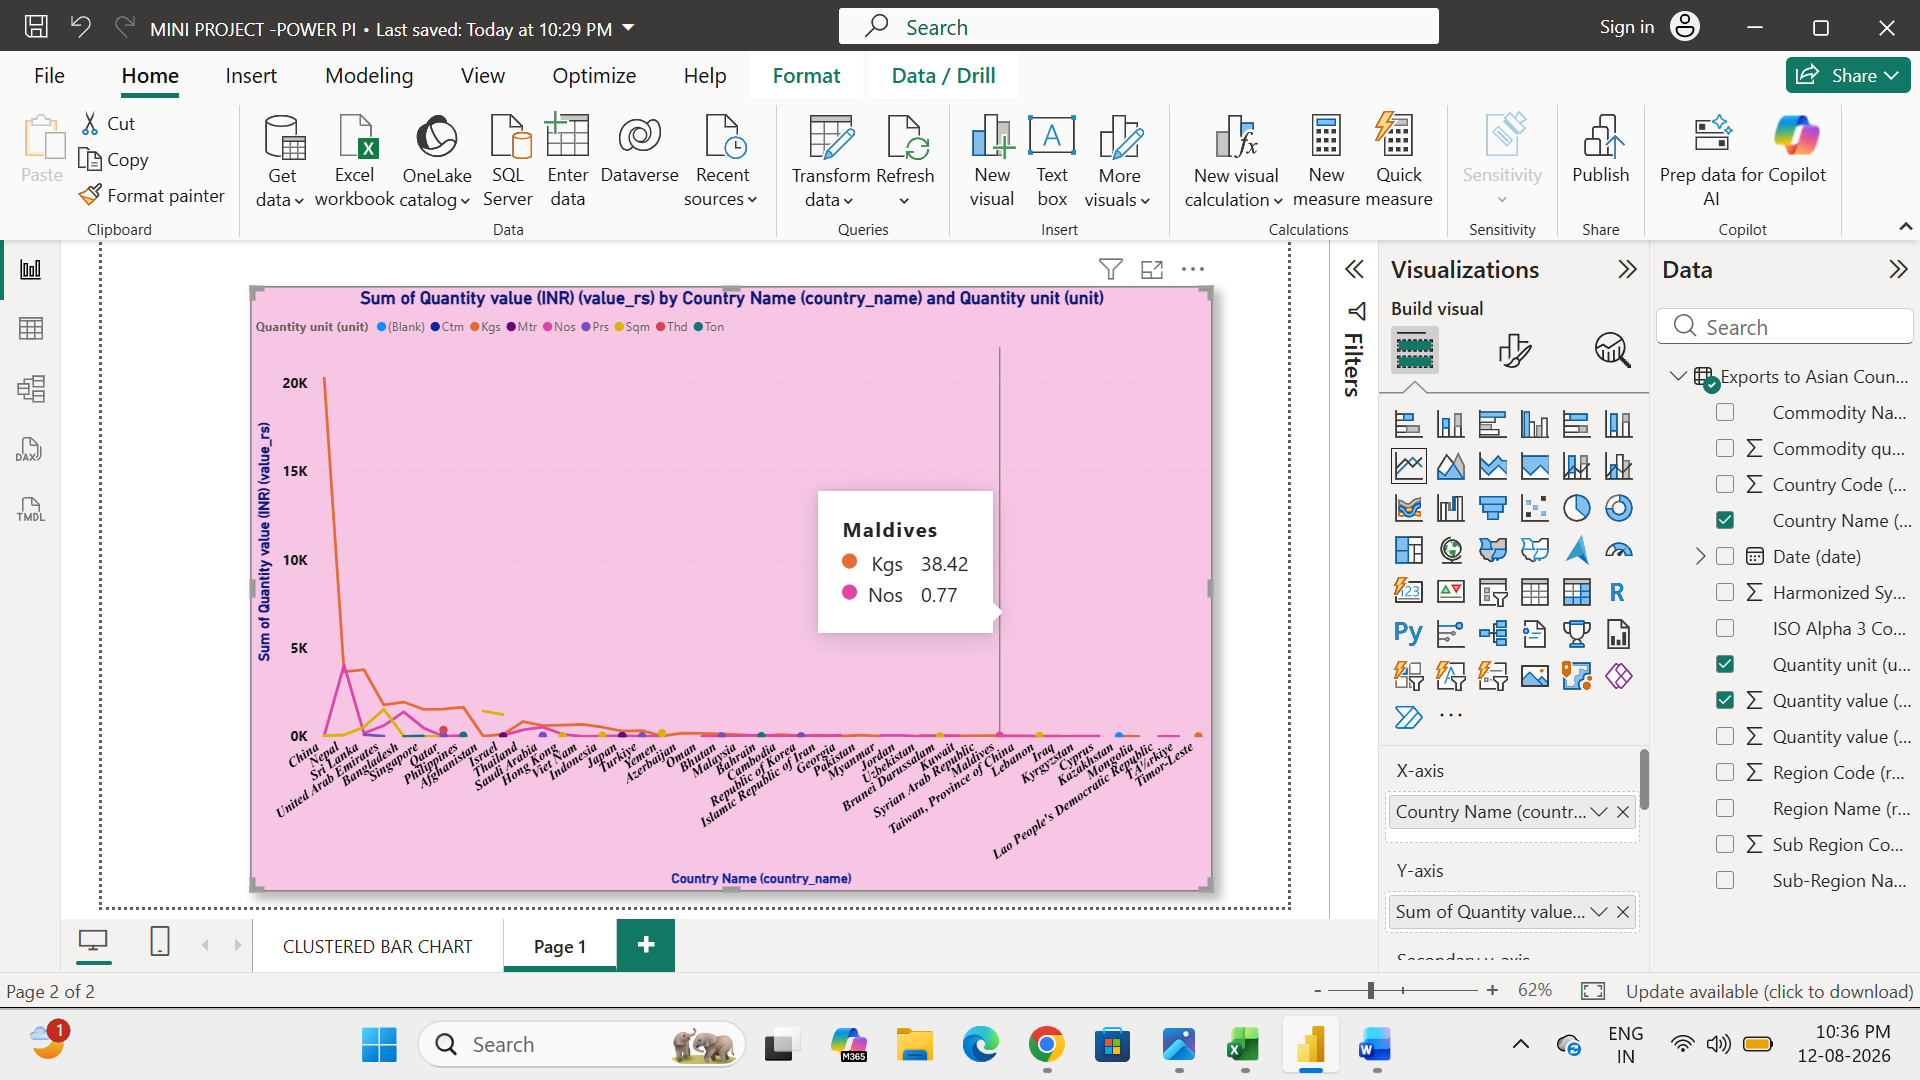 MINI PROJECT -POWER PI • Last saved: Today at 10:29 PM
Search
Sign in
File
Home
Insert
Modeling
View
Optimize
Help
Format
Data / Drill
Share
Paste
Cut
Copy
Format painter
Clipboard
Get data
Excel workbook
OneLake catalog
SQL Server
Enter data
Dataverse
Recent sources
Data
Transform data
Refresh
Queries
New visual
Text box
More visuals
Insert
New visual calculation
New measure
Quick measure
Calculations
Sensitivity
Sensitivity
Publish
Share
Prep data for AI
Copilot
Copilot
DAX
TMDL
Sum of Quantity value (INR) (value_rs) by Country Name (country_name) and Quantity unit (unit)
Quantity unit (unit) (Blank) Ctm Kgs Mtr Nos Prs Sqm Thd Ton
Sum of Quantity value (INR) (value_rs)
20K
15K
10K
5K
0K
Maldives
Kgs 38.42
Nos 0.77
China
Nepal
Sri Lanka
United Arab Emirates
Bangladesh
Singapore
Qatar
Philippines
Afghanistan
Israel
Thailand
Saudi Arabia
Hong Kong
Viet Nam
Indonesia
Japan
Turkiye
Yemen
Azerbaijan
Oman
Bhutan
Malaysia
Bahrain
Cambodia
Republic of Korea
Islamic Republic of Iran
Georgia
Pakistan
Myanmar
Jordan
Uzbekistan
Brunei Darussalam
Kuwait
Syrian Arab Republic
Maldives
Taiwan, Province of China
Lebanon
Iraq
Kyrgyzstan
Cyprus
Kazakhstan
Mongolia
Lao People's Democratic Republic
TÃ¼rkiye
Timor-Leste
Country Name (country_name)
Filters
Visualizations
Build visual
123
R
Py
X-axis
Country Name (countr...
Y-axis
Sum of Quantity value...
Secondary y-axis
Data
Search
Exports to Asian Coun...
Commodity Na...
Commodity qu...
Country Code (...
Country Name (...
Date (date)
Harmonized Sy...
ISO Alpha 3 Co...
Quantity unit (u...
Quantity value (...
Quantity value (...
Region Code (r...
Region Name (r...
Sub Region Co...
Sub-Region Na...
CLUSTERED BAR CHART
Page 1
Page 2 of 2
62%
Update available (click to download)
1
Search
M365
ENG
IN
10:36 PM
12-08-2026